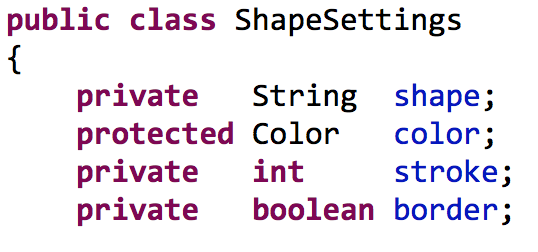 public class ShapeSettings
{
    private   String  shape;
    protected Color   color;
    private   int     stroke;
    private   boolean border;